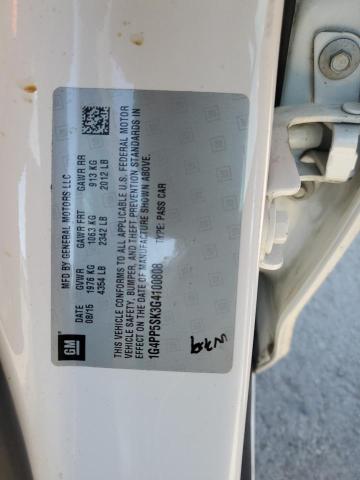 GM
MFD BY GENERAL MOTORS LLC
DATE GVWR GAWR FRT GAWR RR
08/15 1976 KG 1063 KG 913 KG
4354 LB 2342 LB 2012 LB
THIS VEHICLE CONFORMS TO ALL APPLICABLE U.S. FEDERAL MOTOR
VEHICLE SAFETY, BUMPER, AND THEFT PREVENTION STANDARDS IN
EFFECT ON THE DATE OF MANUFACTURE SHOWN ABOVE.
1G4PP5SK3G4100808 TYPE: PASS CAR